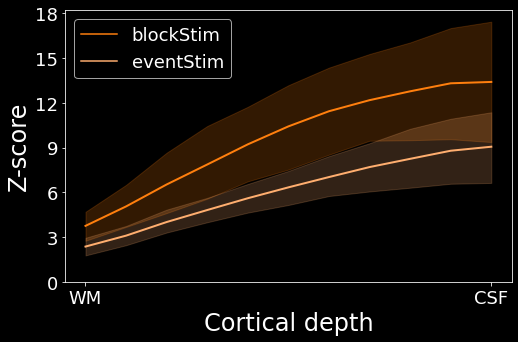 18
15
12
9
6
3
0
Z-score
blockStim
eventStim
WM
CSF
Cortical depth